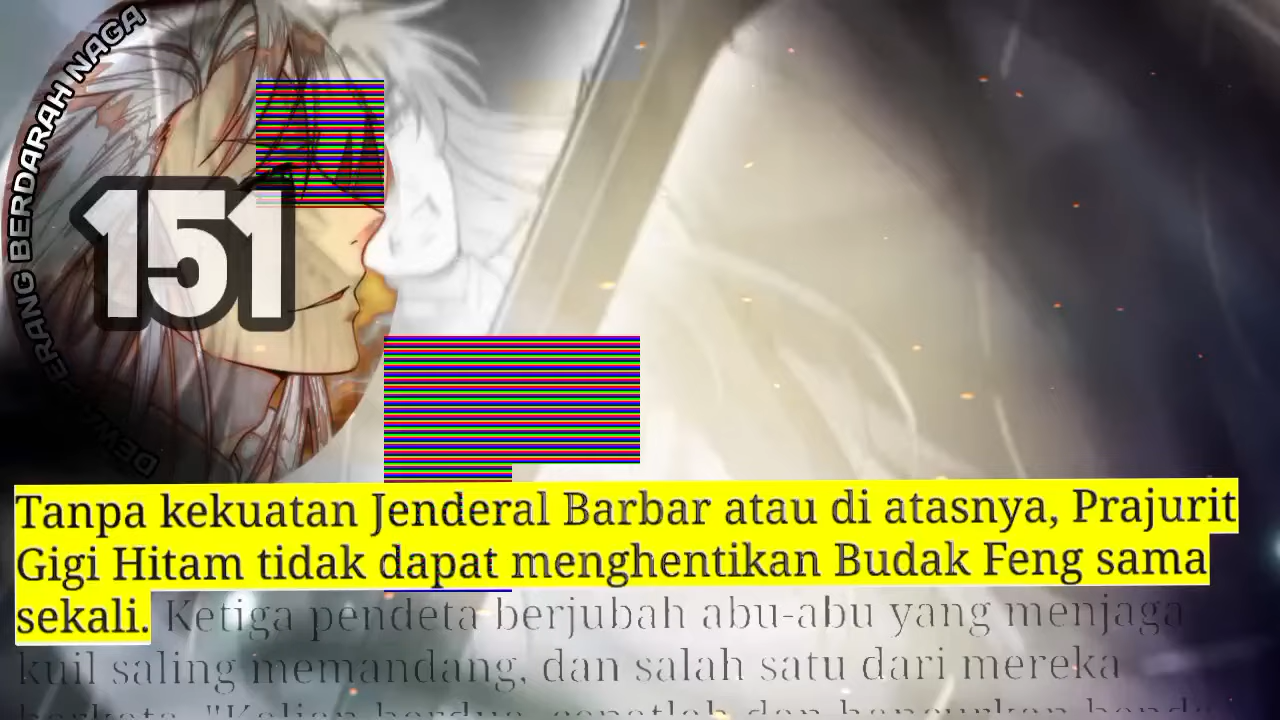 DEWA PERANG BERDARAH NAGA
151
Tanpa kekuatan Jenderal Barbar atau di atasnya, Prajurit
Gigi Hitam tidak dapat menghentikan Budak Feng sama
sekali. Ketiga pendeta berjubah abu-abu yang menjaga
kuil saling memandang, dan salah satu dari mereka